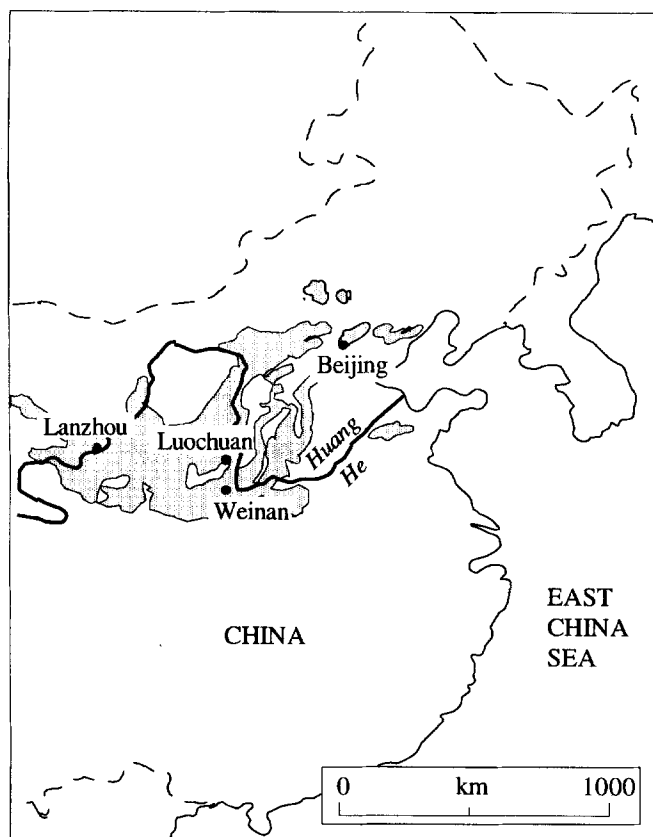 Beijing
Lanzhou
Luochuan
Huang
He
Weinan
EAST
CHINA
SEA
CHINA
0 km 1000